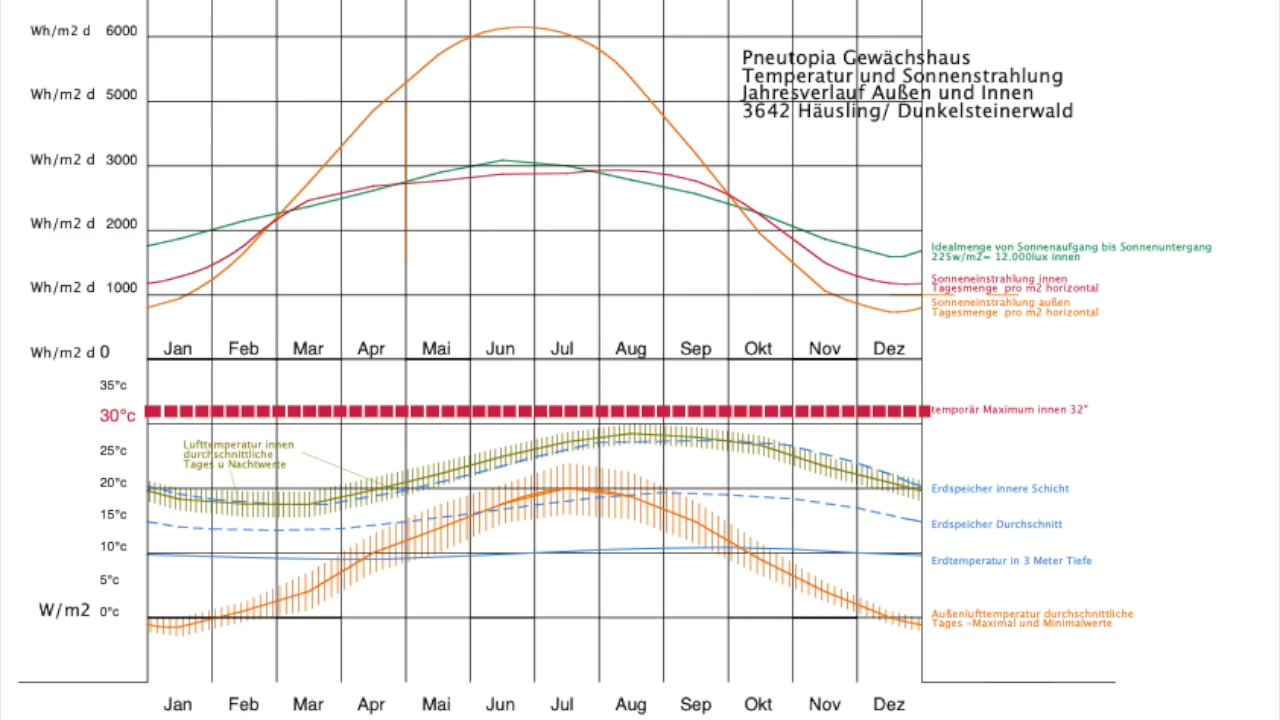 Wh/m2 d 6000
Pneutopia Gewächshaus
Temperatur und Sonnenstrahlung
Jahresverlauf Außen und Innen
3642 Häusling/ Dunkelsteinerwald
Wh/m2 d 5000
Wh/m2 d 3000
Wh/m2 d 2000
Idealmenge von Sonnenaufgang bis Sonnenuntergang
225w/m2= 12.000lux innen
Sonneneinstrahlung innen
Tagesmenge pro m2 horizontal
Wh/m2 d 1000
Sonneneinstrahlung außen
Tagesmenge pro m2 horizontal
Wh/m2 d 0
Jan Feb Mar Apr Mai Jun Jul Aug Sep Okt Nov Dez
35°c
30°c
temporär Maximum innen 32°
25°c
Lufttemperatur innen
durchschnittliche
Tages u Nachtwerte
20°c
Erdspeicher innere Schicht
15°c
Erdspeicher Durchschnitt
10°c
Erdtemperatur in 3 Meter Tiefe
5°c
W/m2 0°c
Außenlufttemperatur durchschnittliche
Tages -Maximal und Minimalwerte
Jan Feb Mar Apr Mai Jun Jul Aug Sep Okt Nov Dez